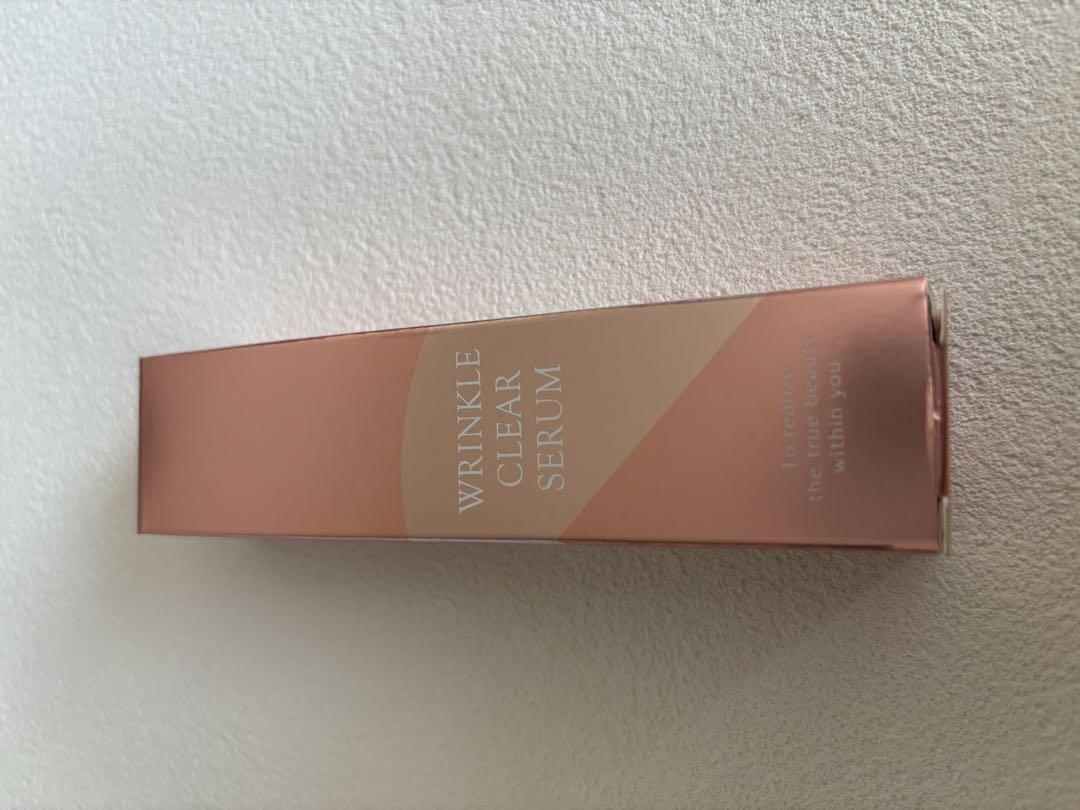 WRINKLE
CLEAR
SERUM
To realize
the true beauty
within you